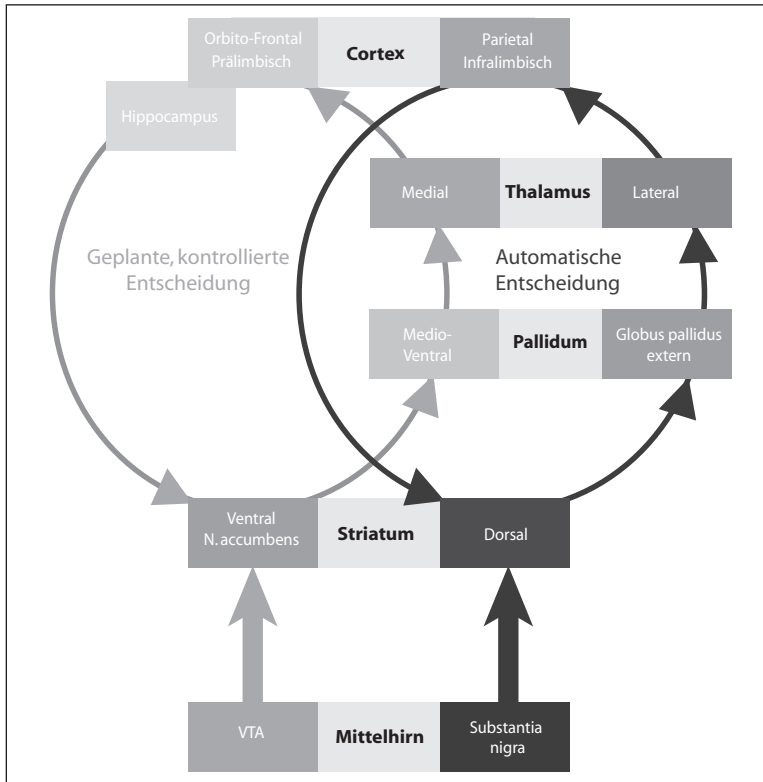 Orbito-Frontal
Prälimbisch
Cortex
Parietal
Infralimbisch
Hippocampus
Medial
Thalamus
Lateral
Geplante, kontrollierte
Entscheidung
Automatische
Entscheidung
Medio-
Ventral
Pallidum
Globus pallidus
extern
Ventral
N. accumbens
Striatum
Dorsal
VTA
Mittelhirn
Substantia
nigra